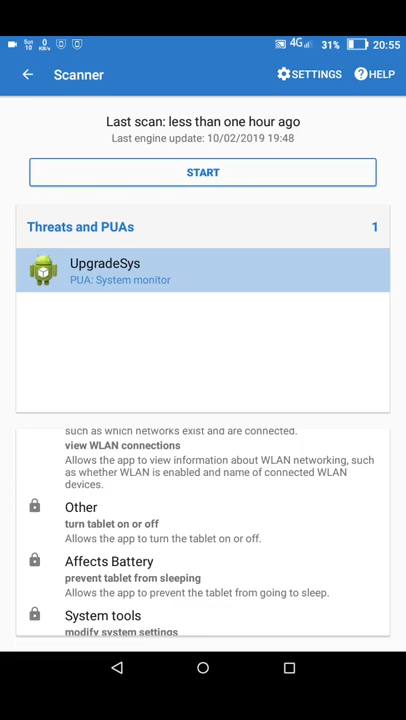 Sun
10
0
KB/s
4G
31%
20:55
Scanner
SETTINGS
HELP
Last scan: less than one hour ago
Last engine update: 10/02/2019 19:48
START
Threats and PUAs
1
UpgradeSys
PUA: System monitor
such as which networks exist and are connected.
view WLAN connections
Allows the app to view information about WLAN networking, such
as whether WLAN is enabled and name of connected WLAN
devices.
Other
turn tablet on or off
Allows the app to turn the tablet on or off.
Affects Battery
prevent tablet from sleeping
Allows the app to prevent the tablet from going to sleep.
System tools
modify system settings